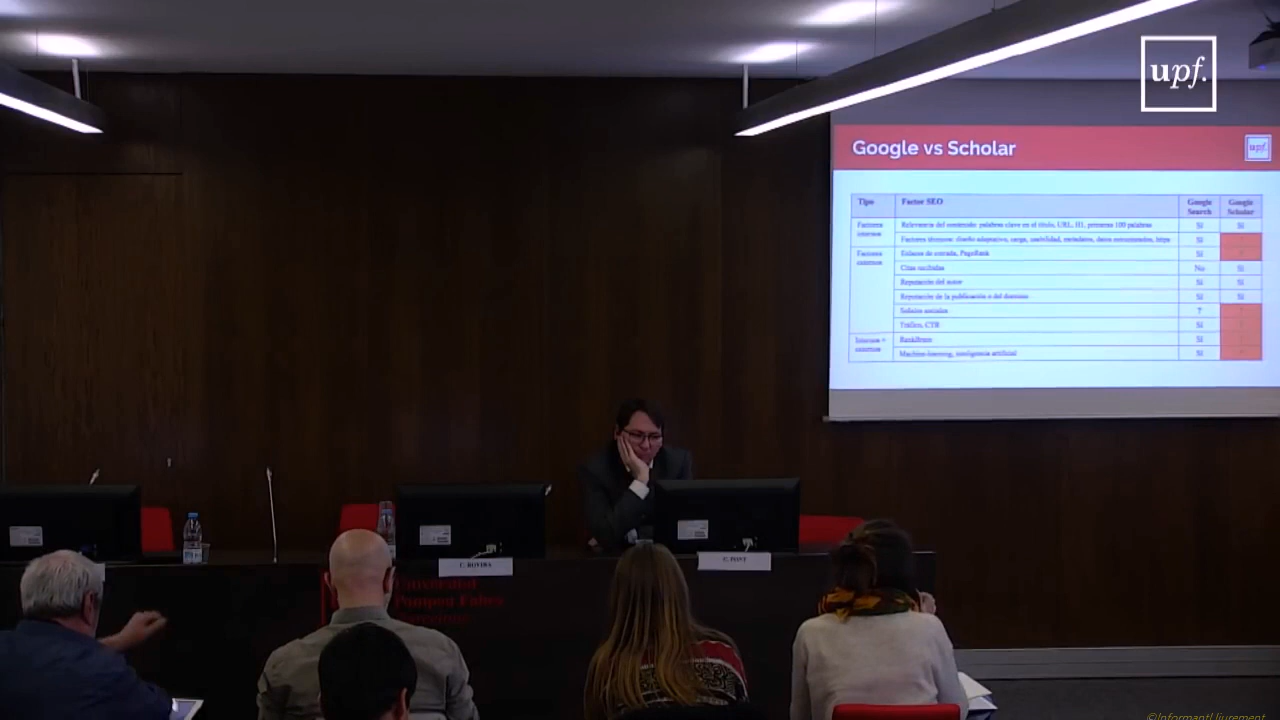 upf.
Google vs Scholar
upf.
Tipo
Factor SEO
Google Search
Google Scholar
Factores internos
Relevancia del contenido: palabras clave en el título, URL, H1, primeras 100 palabras
Sí
Sí
Factores técnicos: diseño adaptativo, carga, usabilidad, metadatos, datos estructurados, https
Sí
Factores externos
Enlaces de entrada, PageRank
Sí
Citas recibidas
No
Sí
Reputación del autor
Sí
Sí
Reputación de la publicación o del dominio
Sí
Sí
Señales sociales
?
Tráfico, CTR
Sí
Internos + externos
RankBrain
Sí
Machine-learning, inteligencia artificial
Sí
C. ROVIRA
C. PONT
Universitat
Pompeu Fabra
Barcelona
©InformantLliurement